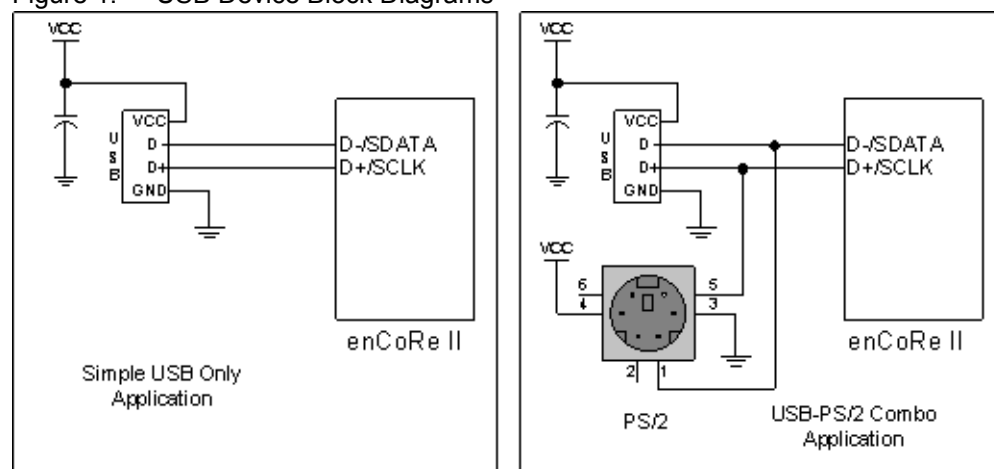 Figure 1. USB Device Block Diagrams
VCC
VCC
D -
D+
GND
U
S
B
D-/SDATA
D+/SCLK
enCoRe II
Simple USB Only
Application
VCC
VCC
D -
D+
GND
U
S
B
D-/SDATA
D+/SCLK
enCoRe II
VCC
6
4
5
3
2
1
PS/2
USB-PS/2 Combo
Application